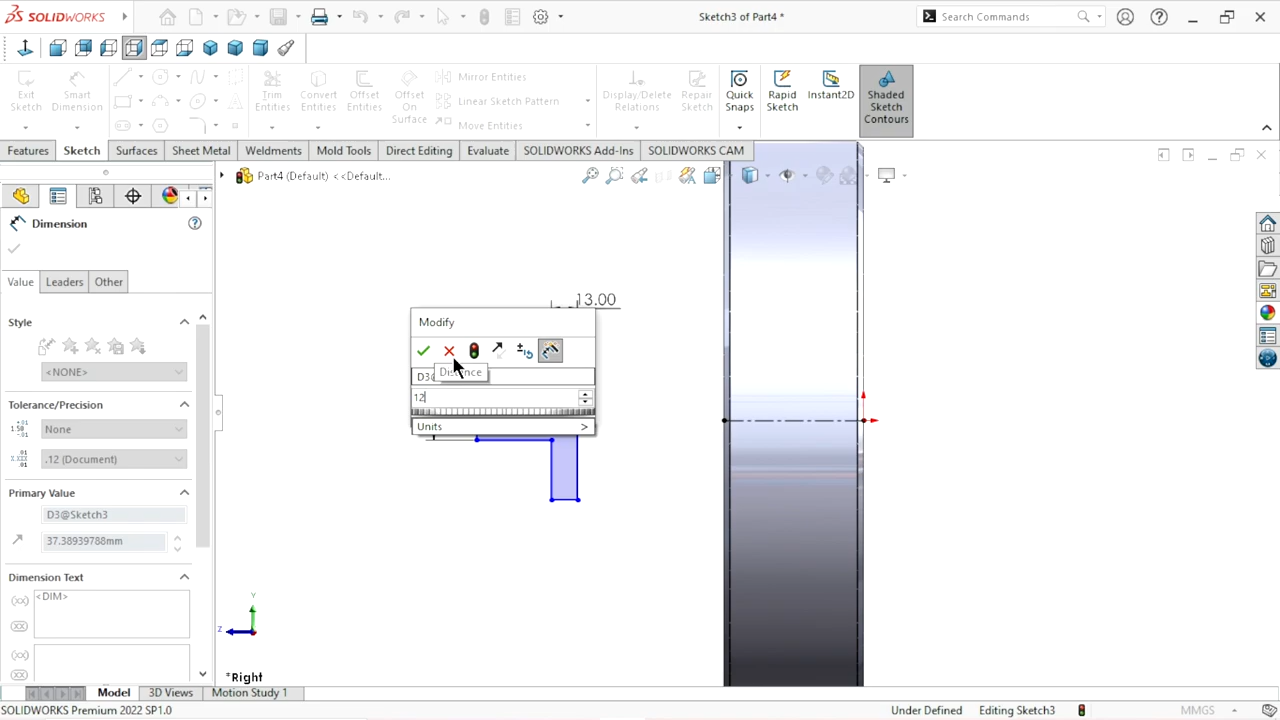 SOLIDWORKS
Sketch3 of Part4 *
Search Commands
Exit Sketch
Smart Dimension
Trim Entities
Convert Entities
Offset Entities
Offset On Surface
Mirror Entities
Linear Sketch Pattern
Move Entities
Display/Delete Relations
Repair Sketch
Quick Snaps
Rapid Sketch
Instant2D
Shaded Sketch Contours
Features
Sketch
Surfaces
Sheet Metal
Weldments
Mold Tools
Direct Editing
Evaluate
SOLIDWORKS Add-Ins
SOLIDWORKS CAM
Part4 (Default) <<Default...
Dimension
Value
Leaders
Other
Style
<NONE>
Tolerance/Precision
None
.12 (Document)
Primary Value
D3@Sketch3
37.38939788mm
Dimension Text
<DIM>
13.00
Modify
Distance
D3@
12
Units
>
Y
Z
*Right
Model
3D Views
Motion Study 1
SOLIDWORKS Premium 2022 SP1.0
Under Defined
Editing Sketch3
MMGS